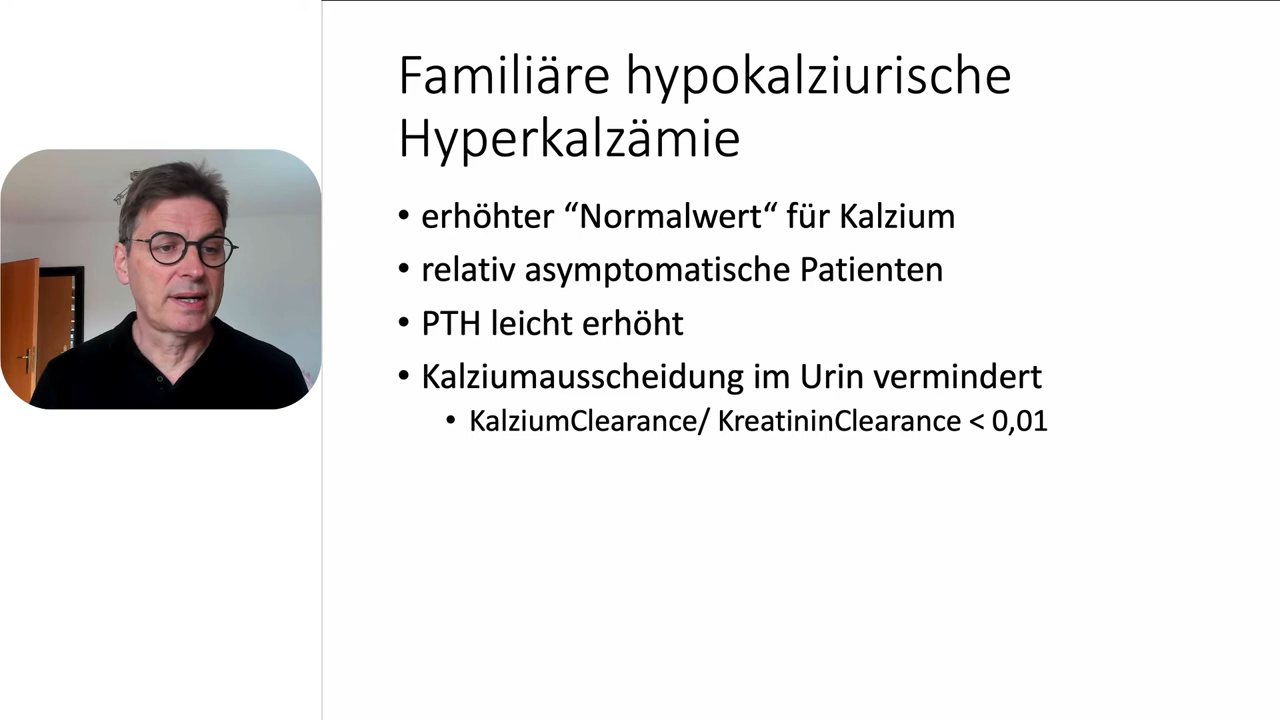 Familiäre hypokalziurische
Hyperkalzämie
• erhöhter “Normalwert“ für Kalzium
• relativ asymptomatische Patienten
• PTH leicht erhöht
• Kalziumausscheidung im Urin vermindert
• KalziumClearance/ KreatininClearance < 0,01